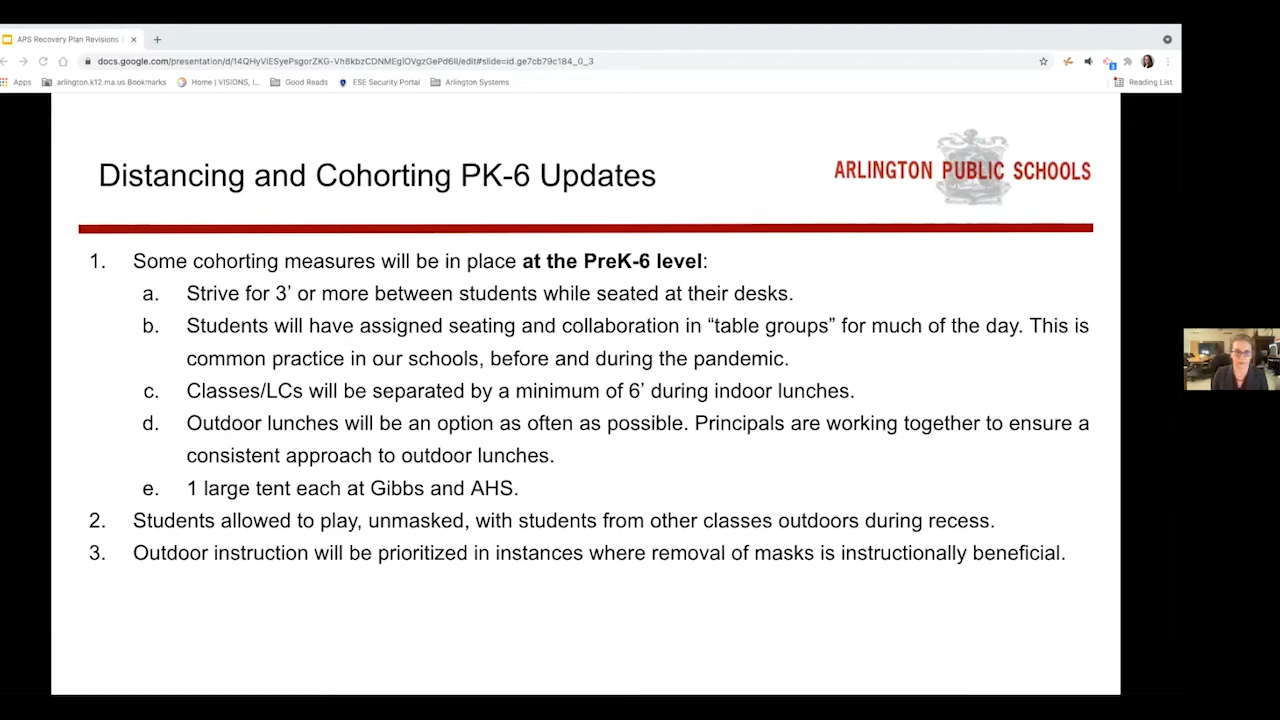 APS Recovery Plan Revisions
docs.google.com/presentation/d/
Apps
arlington.k12.ma.us Bookmarks
Home | VISIONS, I...
Good Reads
ESE Security Portal
Arlington Systems
Reading List
Distancing and Cohorting PK-6 Updates
ARLINGTON PUBLIC SCHOOLS
1. Some cohorting measures will be in place at the PreK-6 level:
a. Strive for 3’ or more between students while seated at their desks.
b. Students will have assigned seating and collaboration in “table groups” for much of the day. This is
common practice in our schools, before and during the pandemic.
c. Classes/LCs will be separated by a minimum of 6’ during indoor lunches.
d. Outdoor lunches will be an option as often as possible. Principals are working together to ensure a
consistent approach to outdoor lunches.
e. 1 large tent each at Gibbs and AHS.
2. Students allowed to play, unmasked, with students from other classes outdoors during recess.
3. Outdoor instruction will be prioritized in instances where removal of masks is instructionally beneficial.